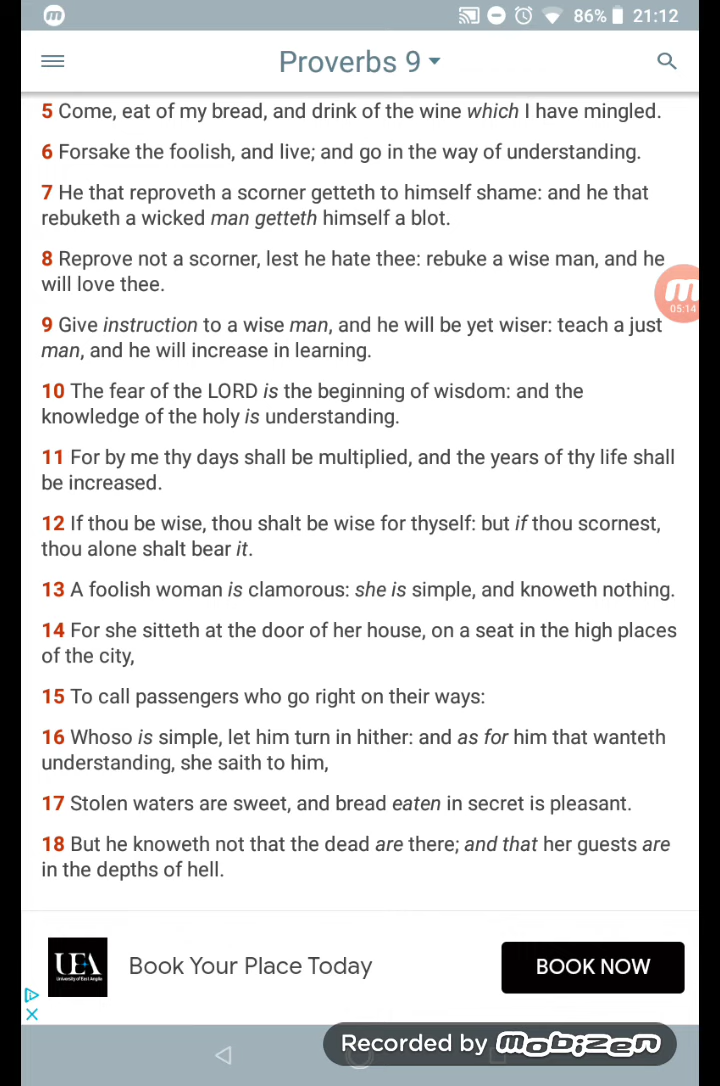 m 86% 21:12
Proverbs 9
5 Come, eat of my bread, and drink of the wine which I have mingled.
6 Forsake the foolish, and live; and go in the way of understanding.
7 He that reproveth a scorner getteth to himself shame: and he that
rebuketh a wicked man getteth himself a blot.
8 Reprove not a scorner, lest he hate thee: rebuke a wise man, and he
will love thee.
m
05:14
9 Give instruction to a wise man, and he will be yet wiser: teach a just
man, and he will increase in learning.
10 The fear of the LORD is the beginning of wisdom: and the
knowledge of the holy is understanding.
11 For by me thy days shall be multiplied, and the years of thy life shall
be increased.
12 If thou be wise, thou shalt be wise for thyself: but if thou scornest,
thou alone shalt bear it.
13 A foolish woman is clamorous: she is simple, and knoweth nothing.
14 For she sitteth at the door of her house, on a seat in the high places
of the city,
15 To call passengers who go right on their ways:
16 Whoso is simple, let him turn in hither: and as for him that wanteth
understanding, she saith to him,
17 Stolen waters are sweet, and bread eaten in secret is pleasant.
18 But he knoweth not that the dead are there; and that her guests are
in the depths of hell.
UEA
University of East Anglia
Book Your Place Today
BOOK NOW
Recorded by mobizen